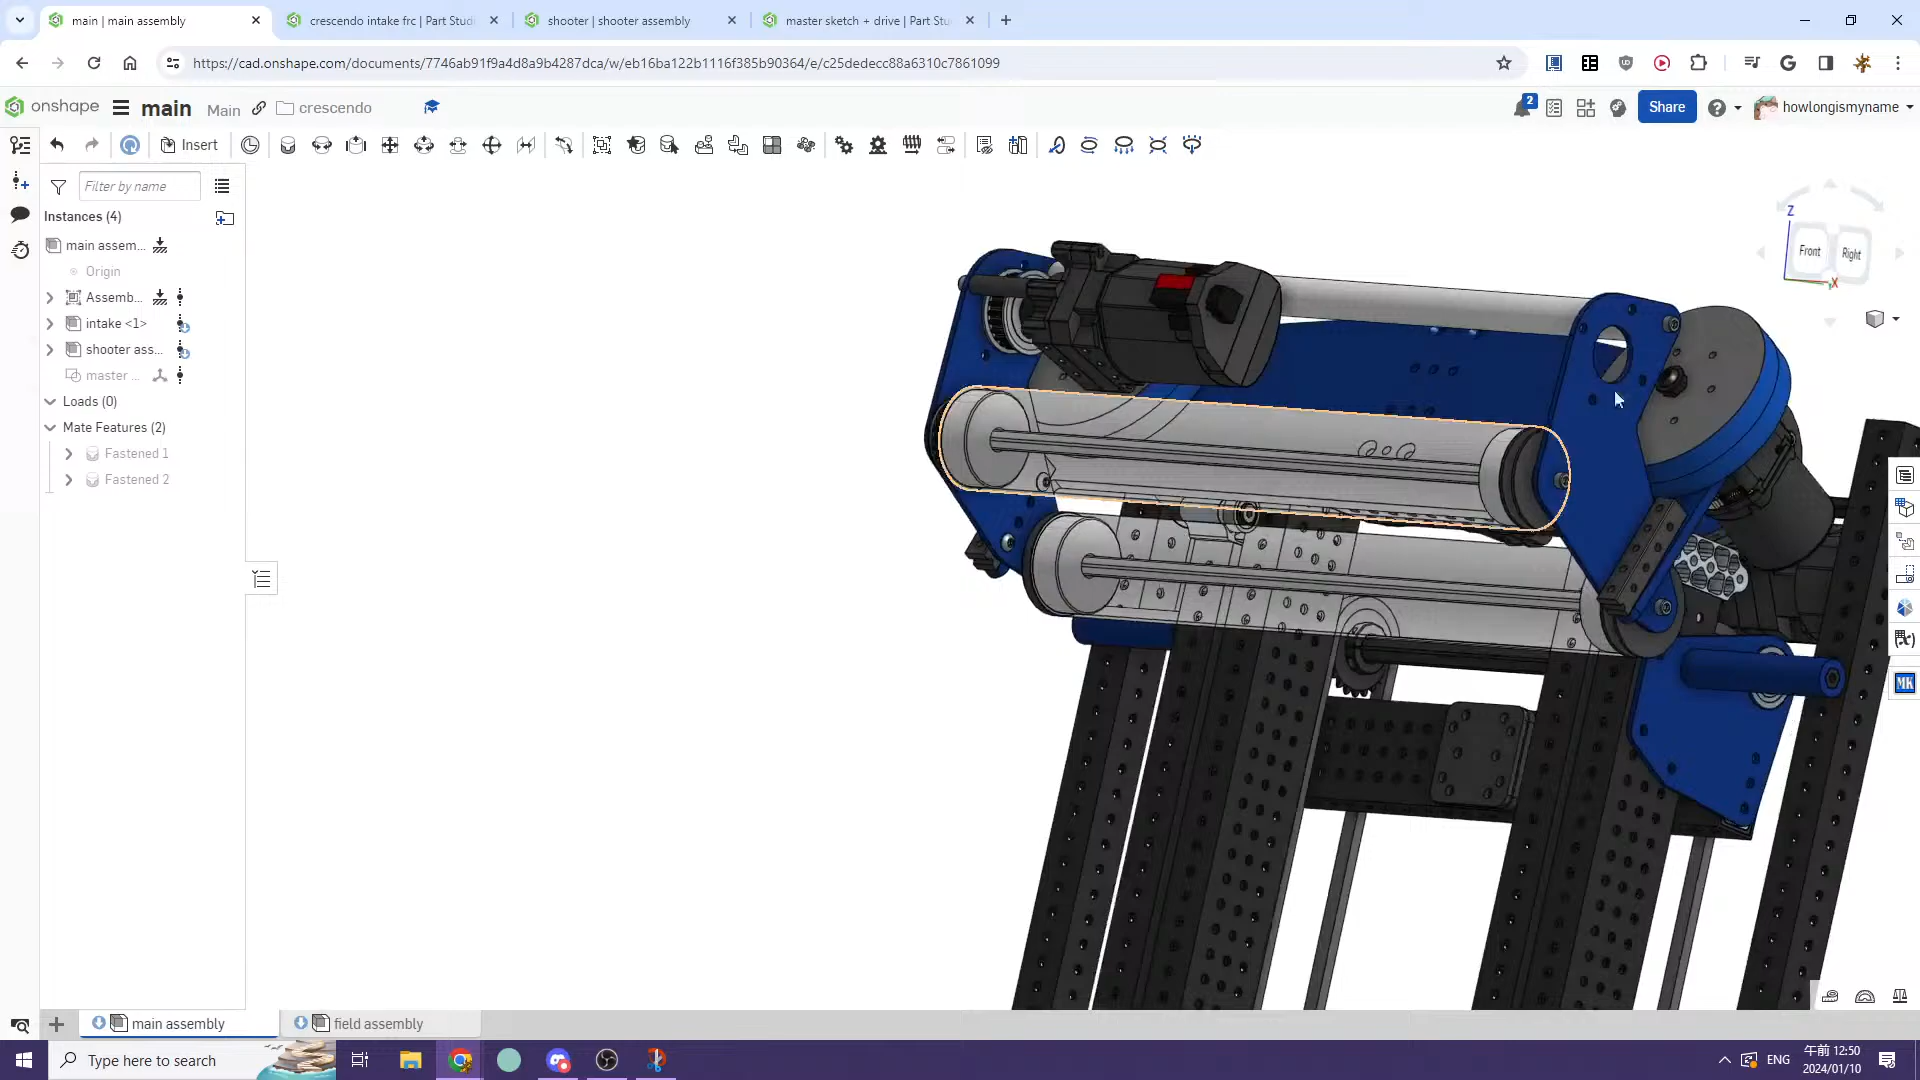 main | main assembly
crescendo intake frc | Part Studi
shooter | shooter assembly
master sketch + drive | Part Stu
https://cad.onshape.com/documents/7746ab91f9a4d8a9b4287dca/w/eb16ba122b1116f385b90364/e/c25dedecc88a6310c7861099
onshape
main
Main
crescendo
2
Share
howlongismyname
Insert
Filter by name
Instances (4)
main assem...
Origin
Assemb...
intake <1>
shooter ass...
master ...
Loads (0)
Mate Features (2)
Fastened 1
Fastened 2
Z
Front
Right
X
MK
main assembly
field assembly
Type here to search
ENG
午前 12:50
2024/01/10